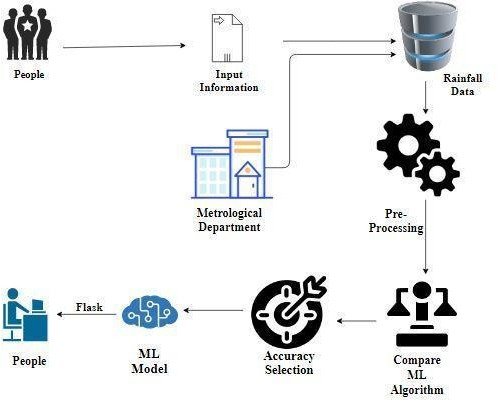 People
Input
Information
Rainfall
Data
Metrological
Department
Pre-
Processing
Flask
People
ML
Model
Accuracy
Selection
Compare
ML
Algorithm